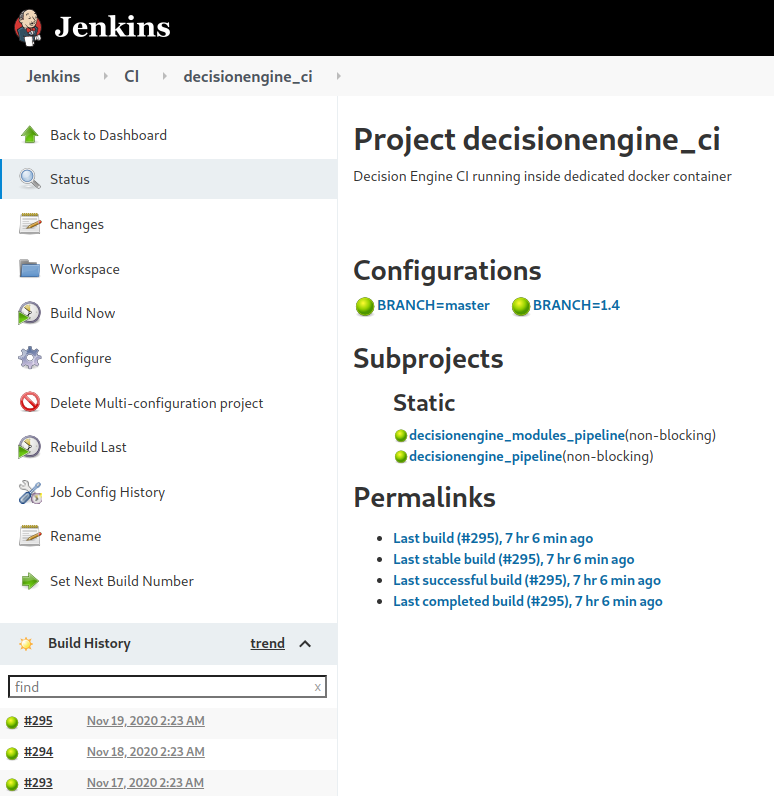 Jenkins
Jenkins CI decisionengine_ci
Back to Dashboard
Status
Changes
Workspace
Build Now
Configure
Delete Multi-configuration project
Rebuild Last
Job Config History
Rename
Set Next Build Number
Build History trend
find x
#295 Nov 19, 2020 2:23 AM
#294 Nov 18, 2020 2:23 AM
#293 Nov 17, 2020 2:23 AM
Project decisionengine_ci
Decision Engine CI running inside dedicated docker container
Configurations
BRANCH=master BRANCH=1.4
Subprojects
Static
decisionengine_modules_pipeline(non-blocking)
decisionengine_pipeline(non-blocking)
Permalinks
Last build (#295), 7 hr 6 min ago
Last stable build (#295), 7 hr 6 min ago
Last successful build (#295), 7 hr 6 min ago
Last completed build (#295), 7 hr 6 min ago